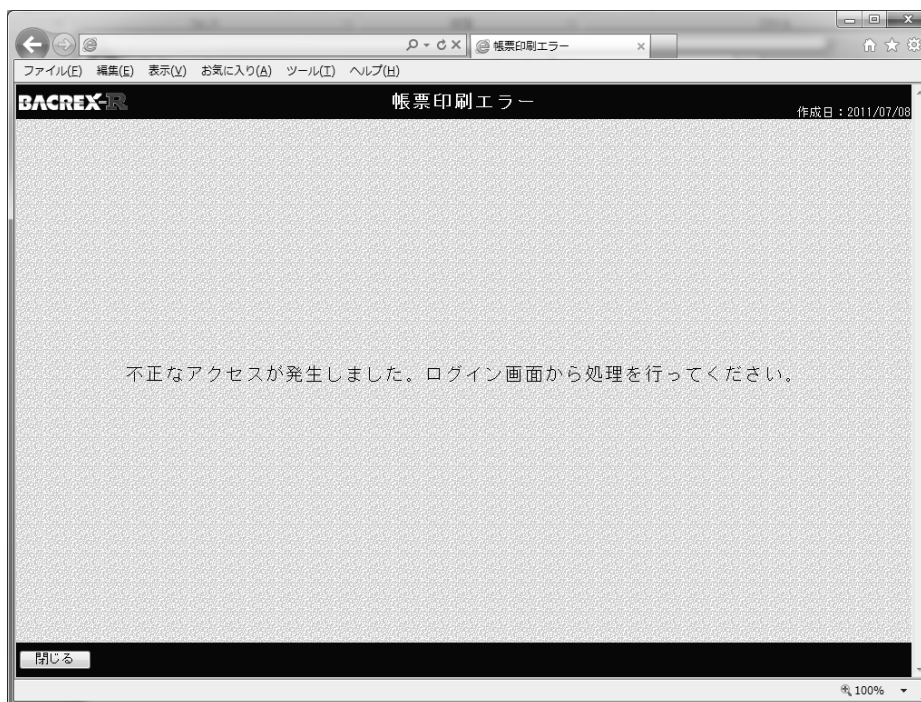 帳票印刷エラー
ファイル(F) 編集(E) 表示(V) お気に入り(A) ツール(T) ヘルプ(H)
BACREX-R 帳票印刷エラー
作成日：2011/07/08
不正なアクセスが発生しました。ログイン画面から処理を行ってください。
閉じる
100%